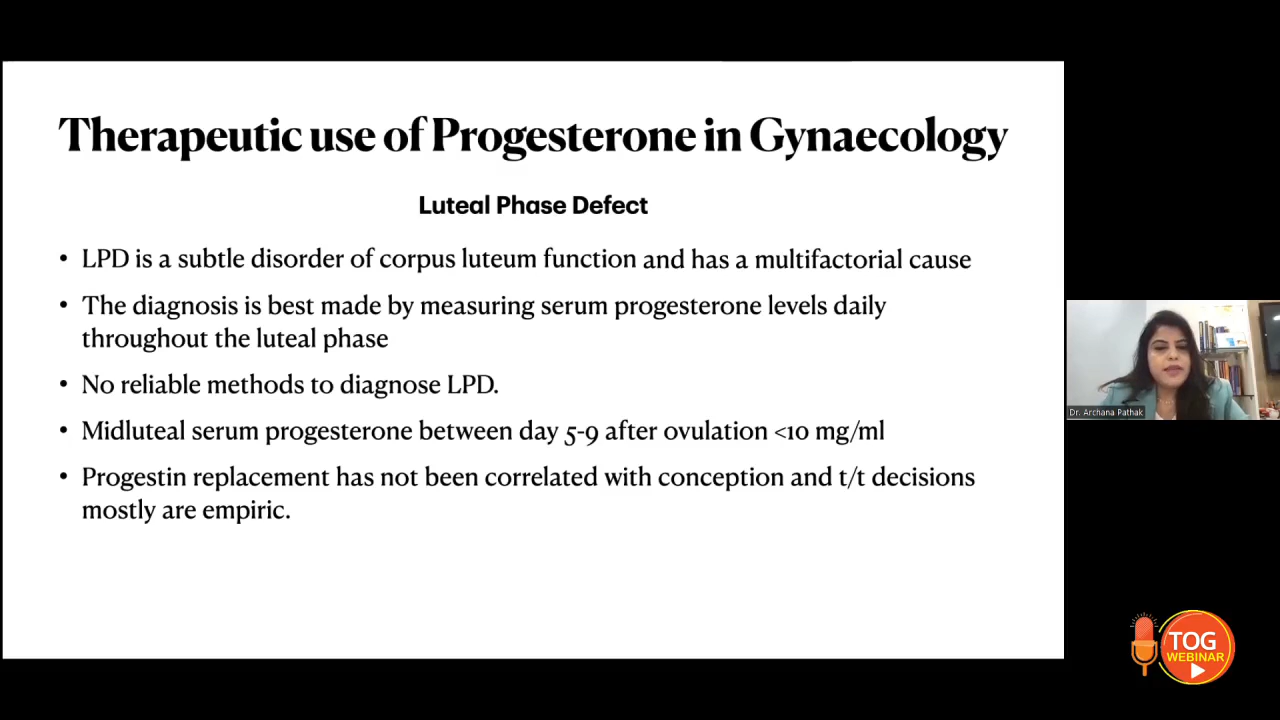 Therapeutic use of Progesterone in Gynaecology
Luteal Phase Defect
• LPD is a subtle disorder of corpus luteum function and has a multifactorial cause
• The diagnosis is best made by measuring serum progesterone levels daily
throughout the luteal phase
• No reliable methods to diagnose LPD.
• Midluteal serum progesterone between day 5-9 after ovulation <10 mg/ml
• Progestin replacement has not been correlated with conception and t/t decisions
mostly are empiric.
Dr. Archana Pathak
TOG
WEBINAR